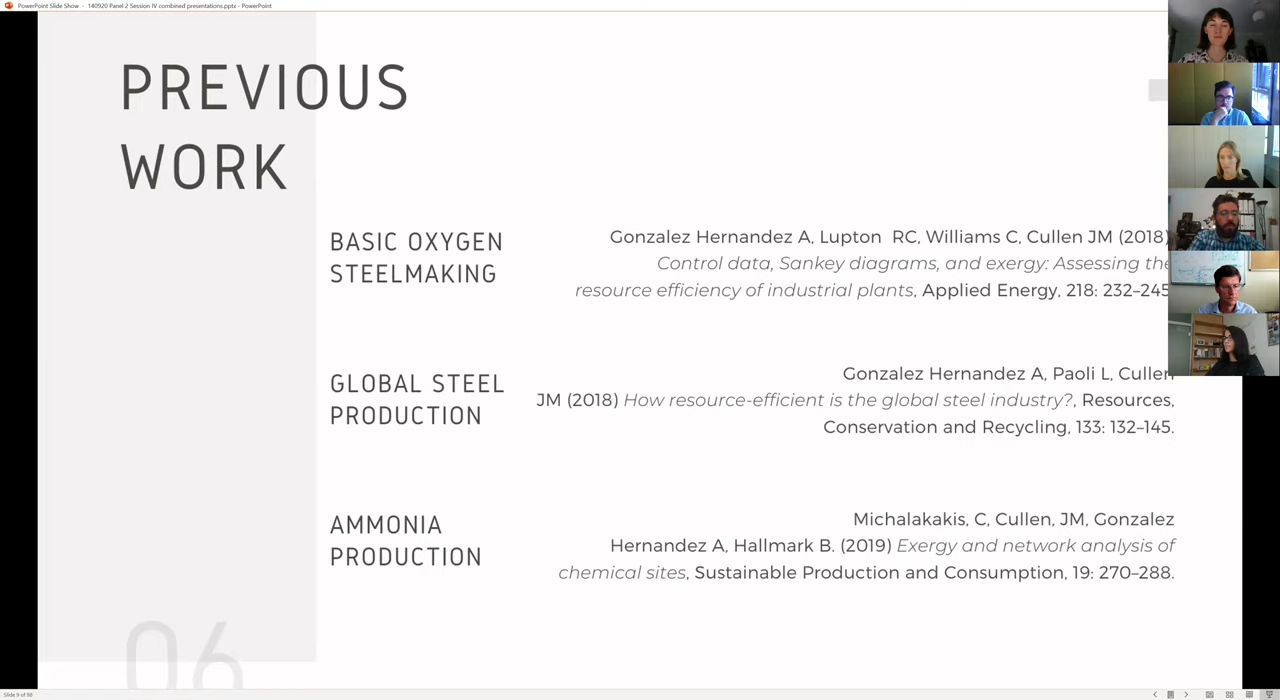 PowerPoint Slide Show - 140920 Panel 2 Session IV combined presentations.pptx - PowerPoint
PREVIOUS
WORK
BASIC OXYGEN
STEELMAKING
Gonzalez Hernandez A, Lupton RC, Williams C, Cullen JM (2018)
Control data, Sankey diagrams, and exergy: Assessing the
resource efficiency of industrial plants, Applied Energy, 218: 232–245
GLOBAL STEEL
PRODUCTION
Gonzalez Hernandez A, Paoli L, Cullen
JM (2018) How resource-efficient is the global steel industry?, Resources,
Conservation and Recycling, 133: 132–145.
AMMONIA
PRODUCTION
Michalakakis, C, Cullen, JM, Gonzalez
Hernandez A, Hallmark B. (2019) Exergy and network analysis of
chemical sites, Sustainable Production and Consumption, 19: 270–288.
06
Slide 9 of 98